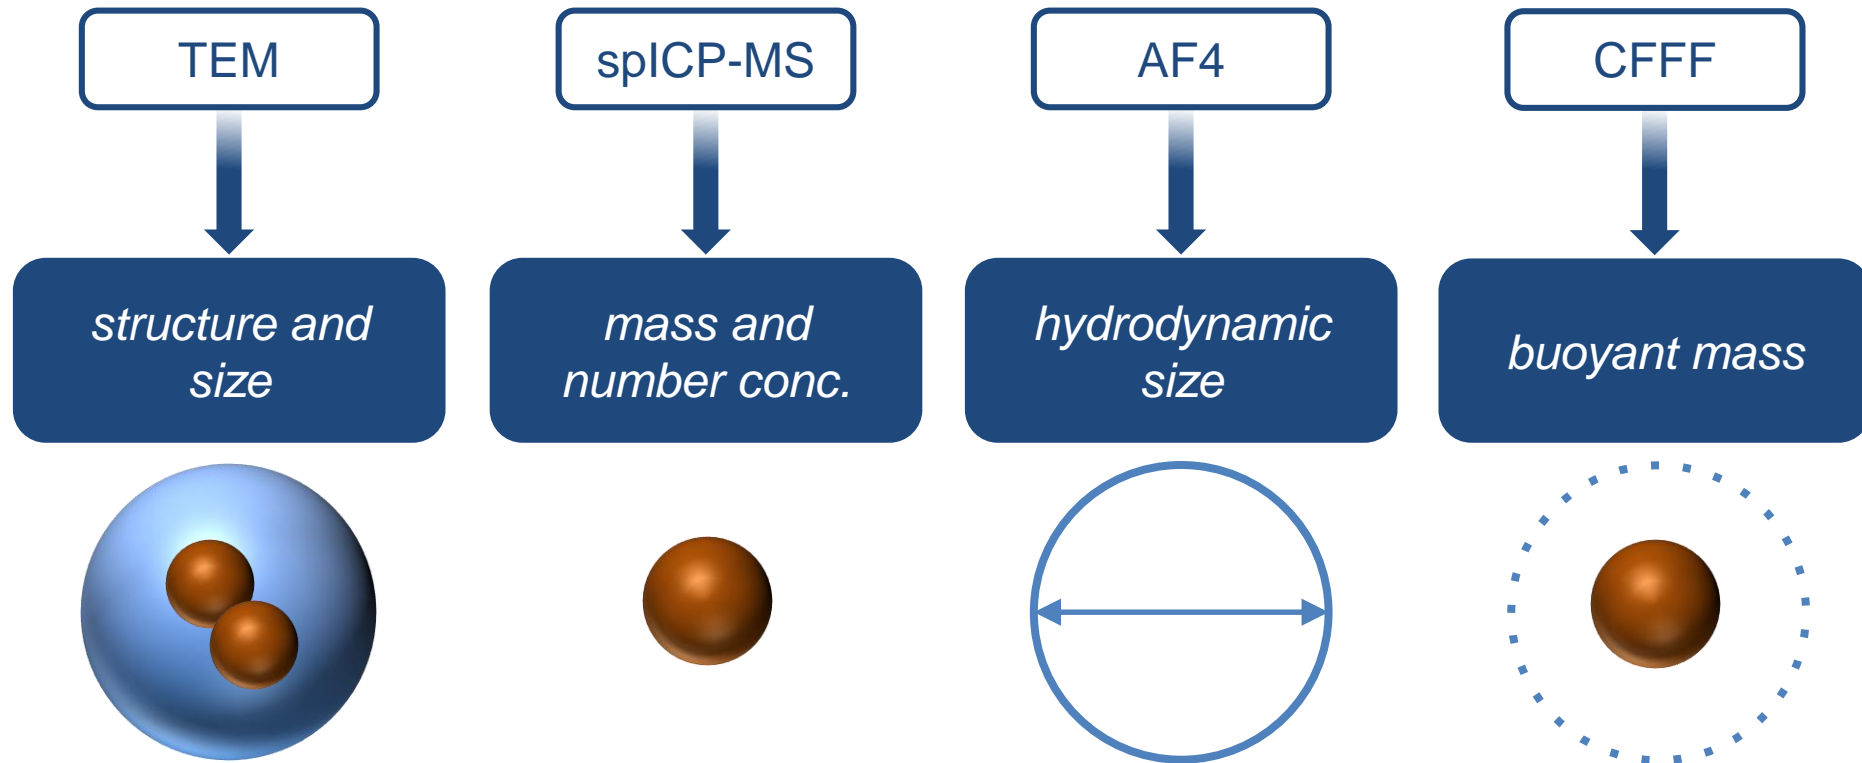 TEM
spICP-MS
AF4
CFFF
structure and
size
mass and
number conc.
hydrodynamic
size
buoyant mass